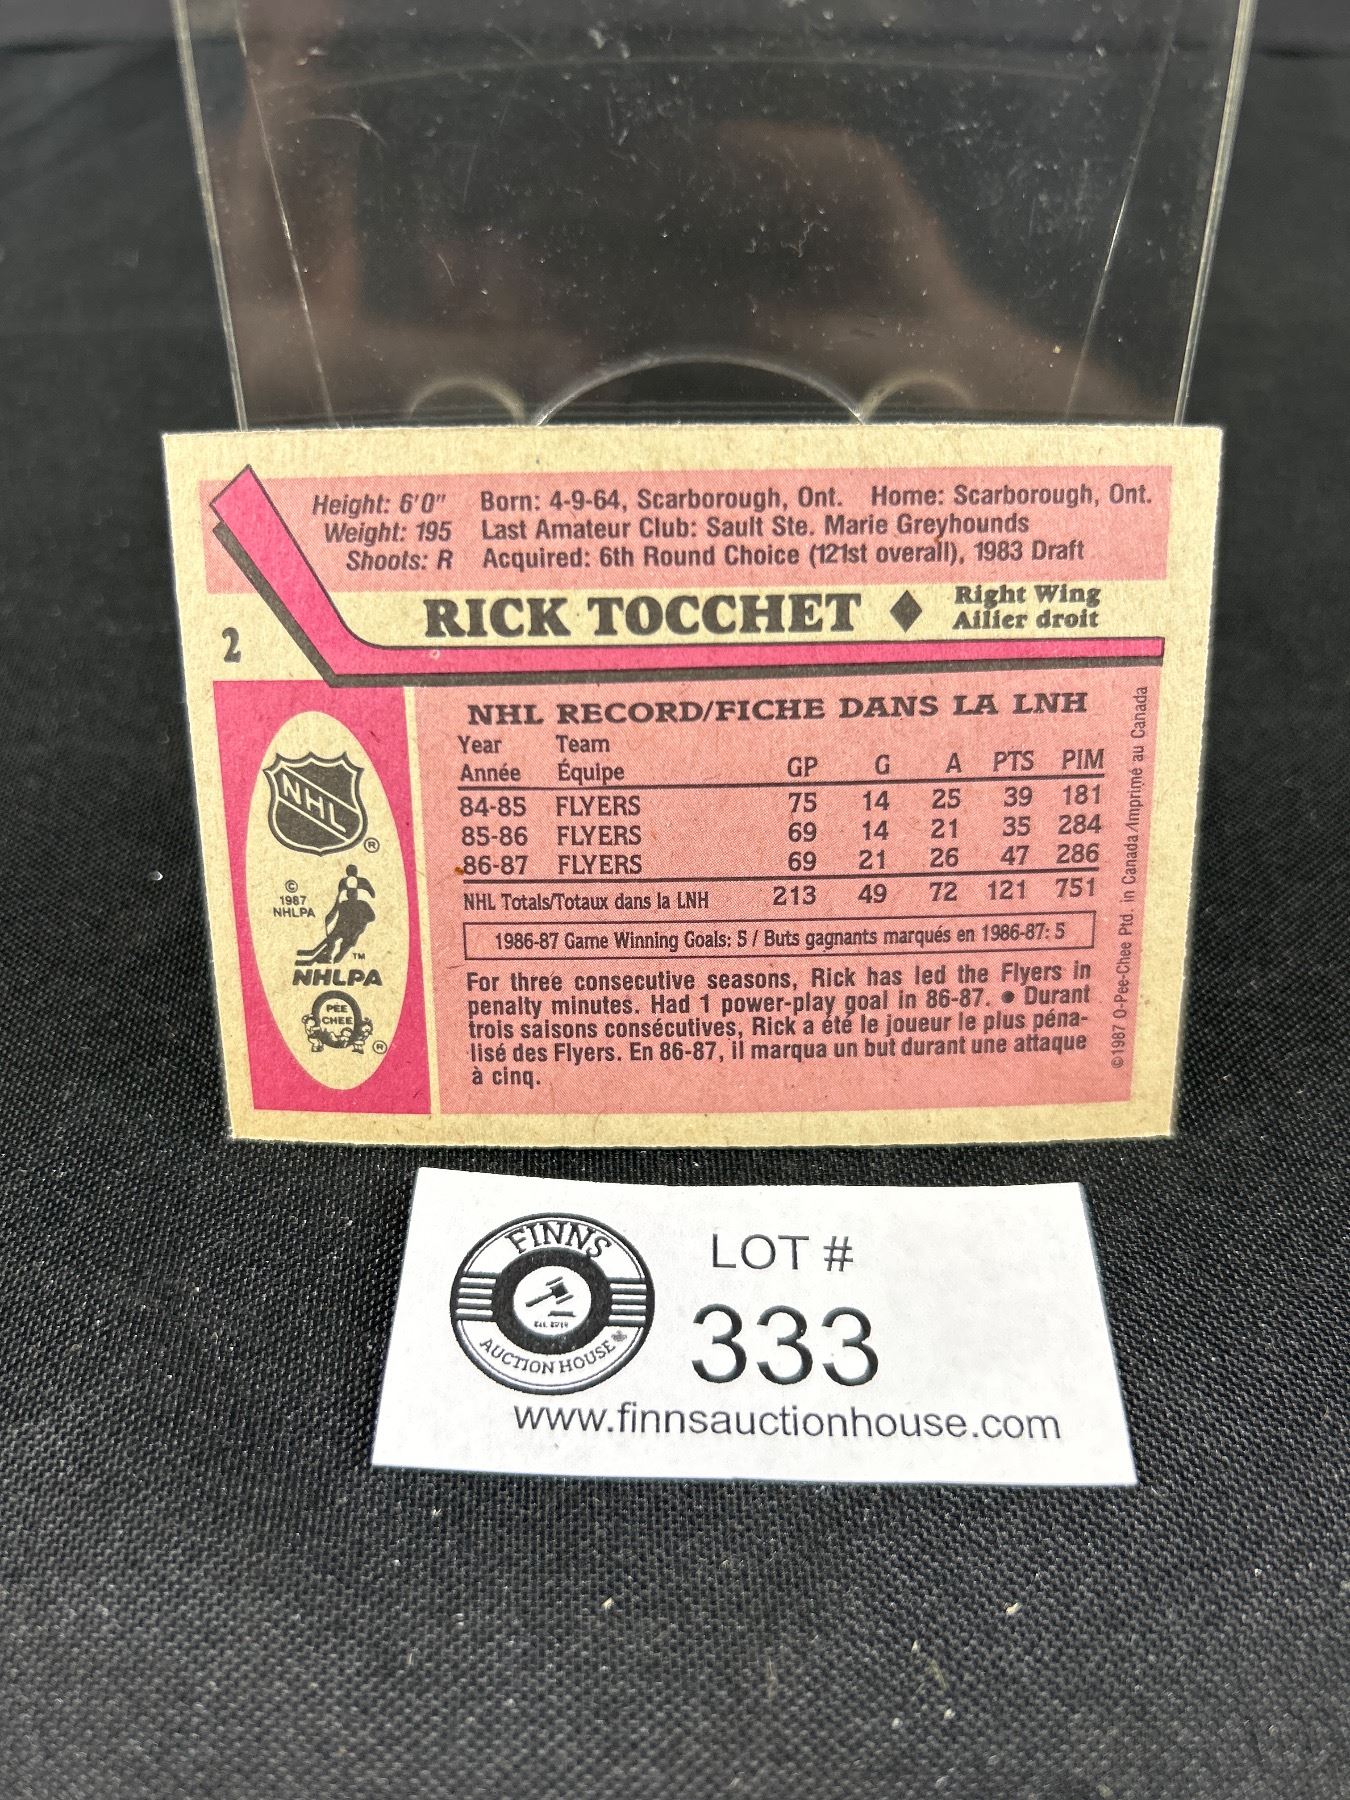 Height: 6'0" Born: 4-9-64, Scarborough, Ont. Home: Scarborough, Ont.
Weight: 195 Last Amateur Club: Sault Ste. Marie Greyhounds
Shoots: R Acquired: 6th Round Choice (121st overall), 1983 Draft
RICK TOCCHET ♦ Right Wing
Ailier droit
2
NHL RECORD/FICHE DANS LA LNH
Year Team
Année Équipe GP G A PTS PIM
84-85 FLYERS 75 14 25 39 181
85-86 FLYERS 69 14 21 35 284
86-87 FLYERS 69 21 26 47 286
NHL Totals/Totaux dans la LNH 213 49 72 121 751
1986-87 Game Winning Goals: 5 / Buts gagnants marqués en 1986-87: 5
For three consecutive seasons, Rick has led the Flyers in
penalty minutes. Had 1 power-play goal in 86-87. ● Durant
trois saisons consécutives, Rick a été le joueur le plus péna-
lisé des Flyers. En 86-87, il marqua un but durant une attaque
à cinq.
©1987 O-Pee-Chee Ptd. in Canada/Imprimé au Canada
NHL
®
©
1987
NHLPA
TM
NHLPA
O
PEE
CHEE
®
FINNS
EST. 2019
AUCTION HOUSE
LOT #
333
www.finnsauctionhouse.com